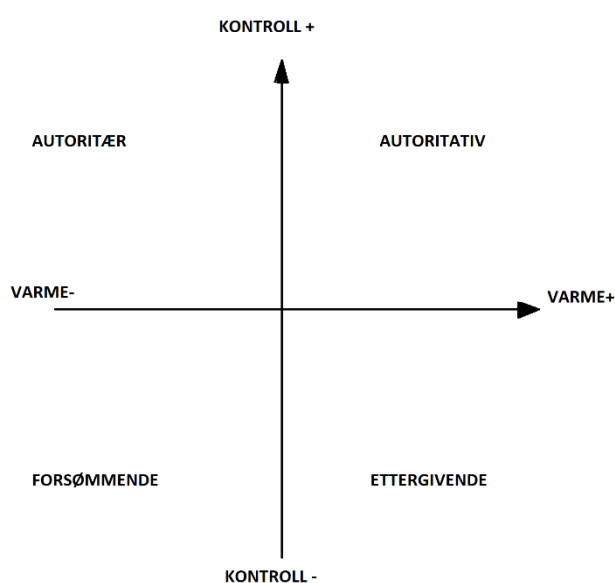 KONTROLL +
AUTORITÆR
AUTORITATIV
VARME-
VARME+
FORSØMMENDE
ETTERGIVENDE
KONTROLL -